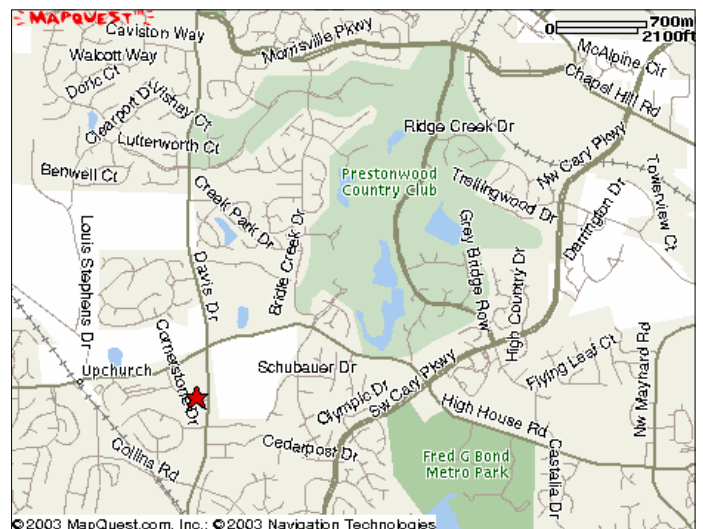 MAPQUEST
TM
Caviston Way
Morrisville Pkwy
0
700m
2100ft
Walcott Way
McAlpine Cir
Doric Ct
Chapel Hill Rd
Clearport Dr
Vishay Ct
Lutterworth Ct
Ridge Creek Dr
Nw Cary Pkwy
Benwell Ct
Prestonwood
Country Club
Trellingwood Dr
Towerview Ct
Creek Park Dr
Louis Stephens Dr
Davis Dr
Bridle Creek Dr
Grey Bridge Row
Darrington Dr
High Country Dr
Cornerstone Dr
Upchurch
Schubauer Dr
Flying Leaf Ct
Nw Maynard Rd
Olympic Dr
Sw Cary Pkwy
High House Rd
Collins Rd
Cedarpost Dr
Fred G Bond
Metro Park
Castalia Dr
©2003 MapQuest.com, Inc.; ©2003 Navigation Technologies